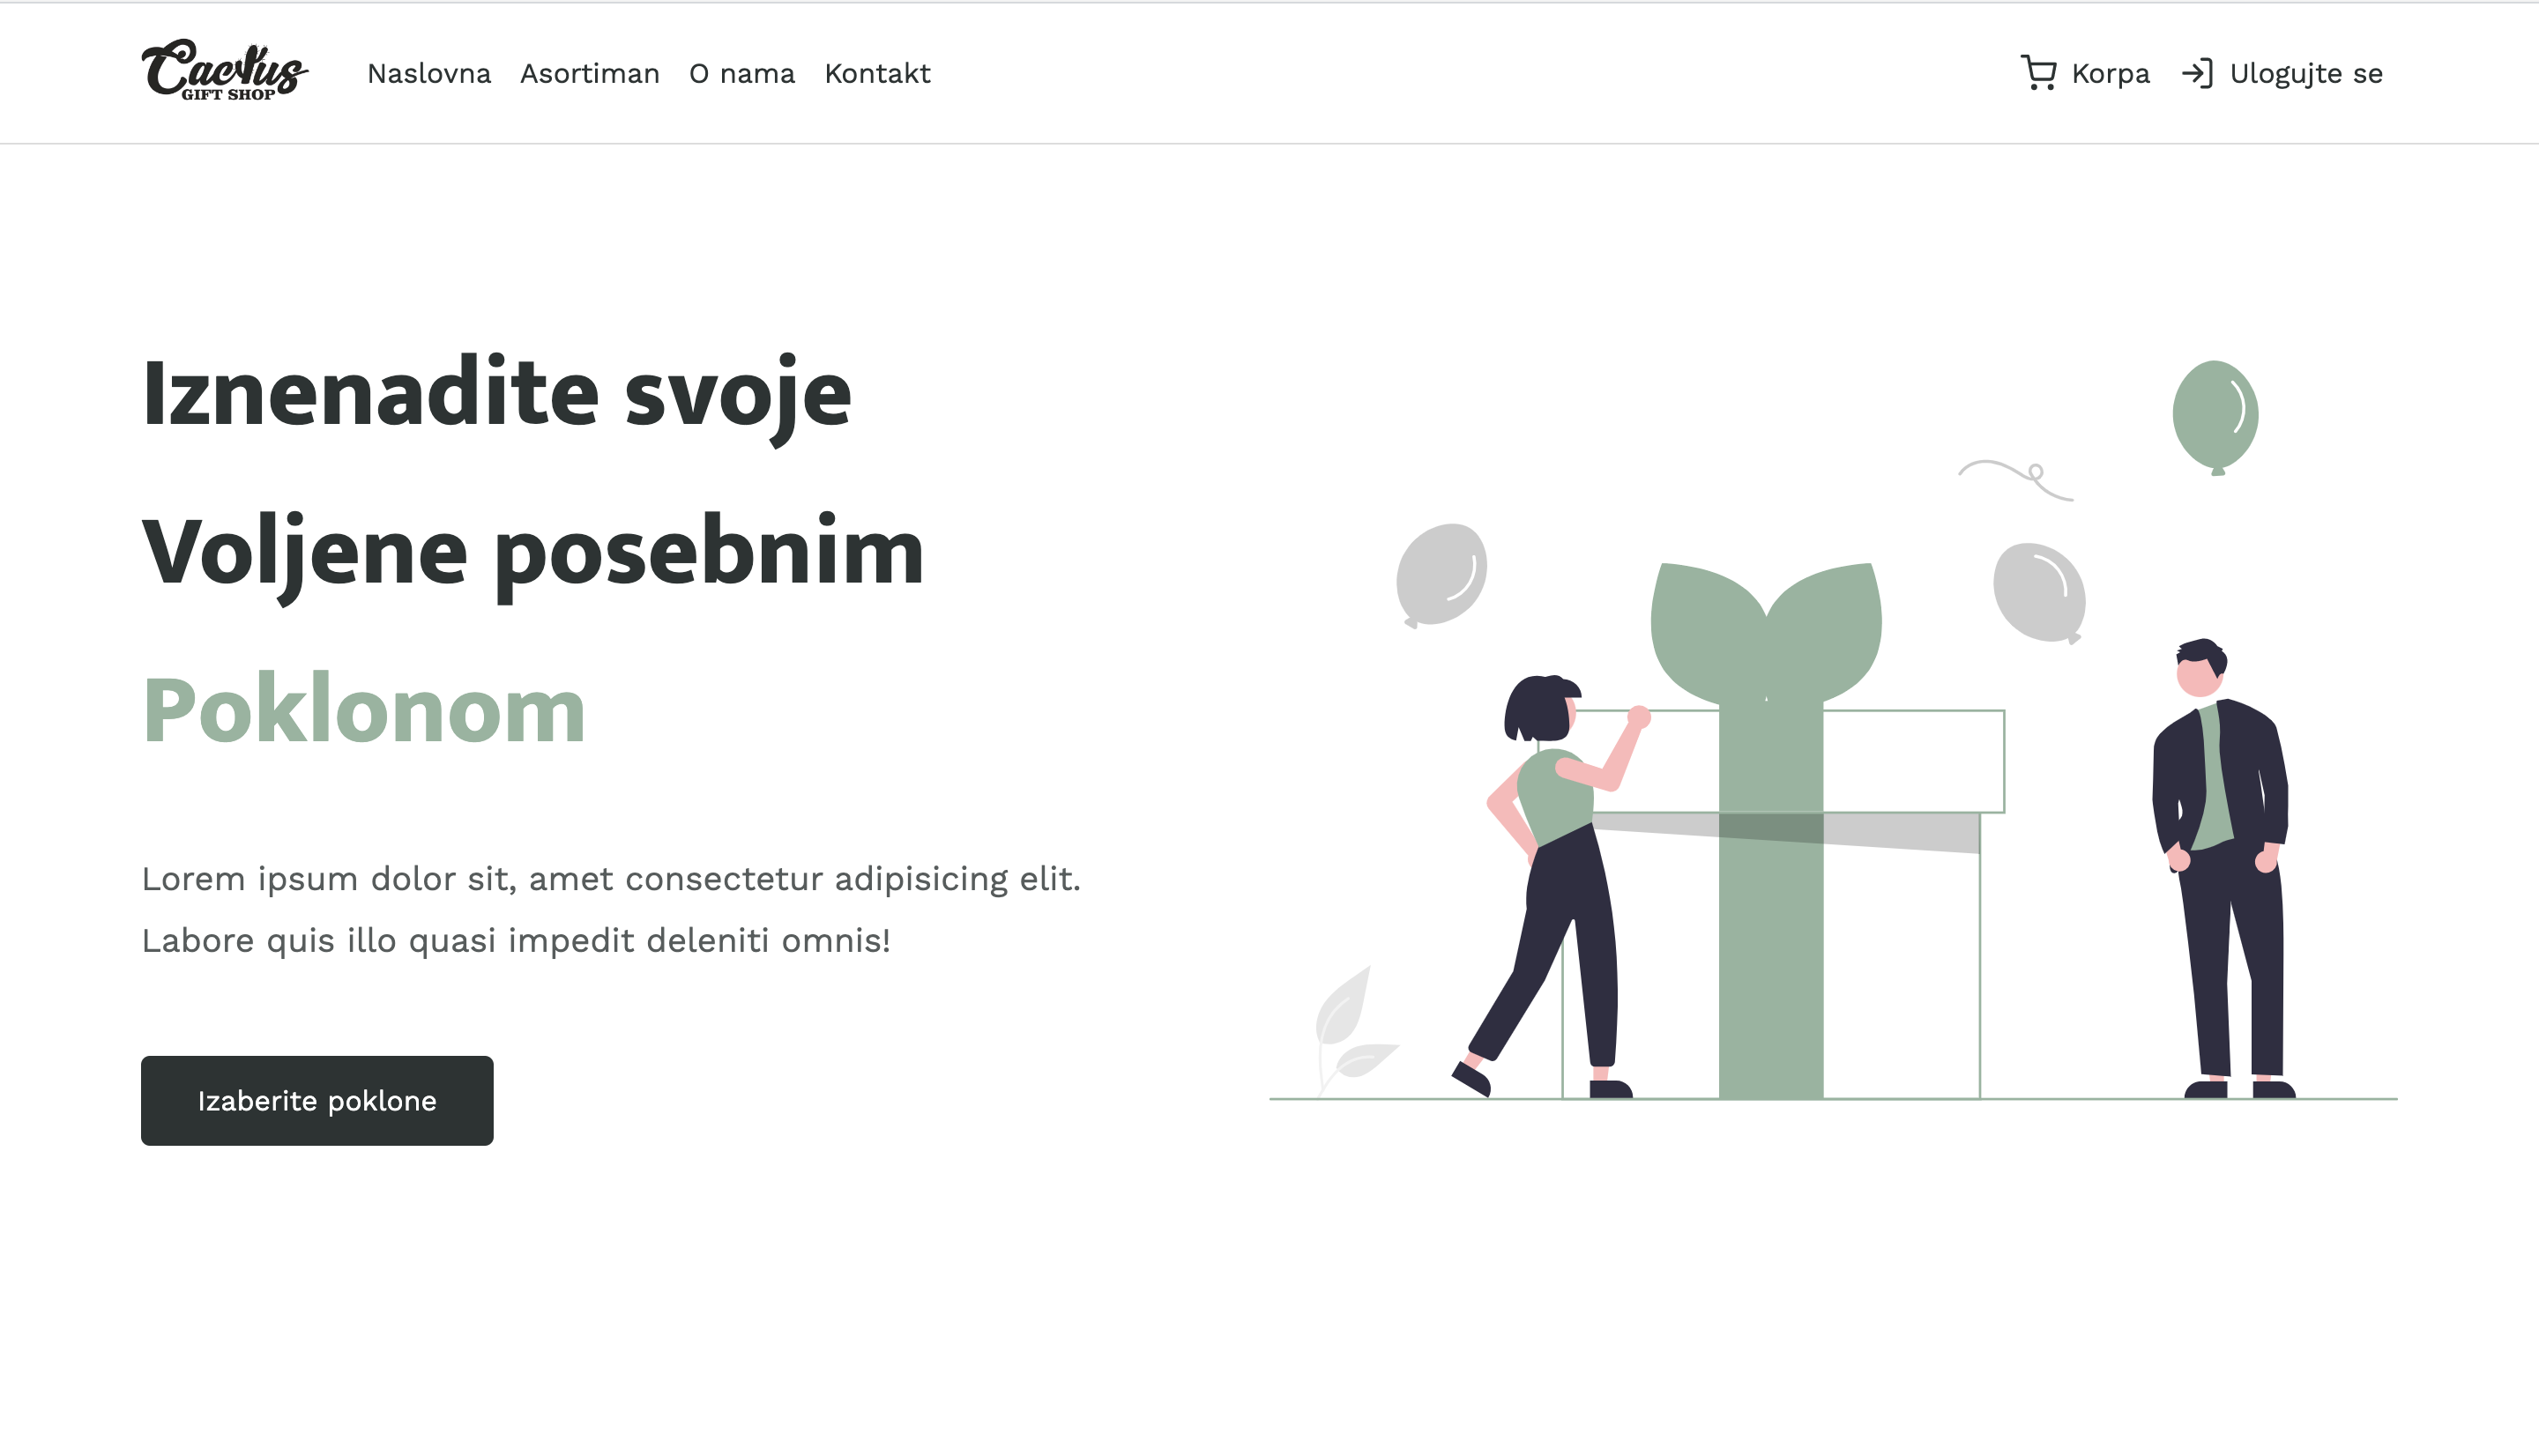 Cactus
GIFT SHOP
Naslovna Asortiman O nama Kontakt
Korpa Ulogujte se
Iznenadite svoje
Voljene posebnim
Poklonom
Lorem ipsum dolor sit, amet consectetur adipisicing elit.
Labore quis illo quasi impedit deleniti omnis!
Izaberite poklone